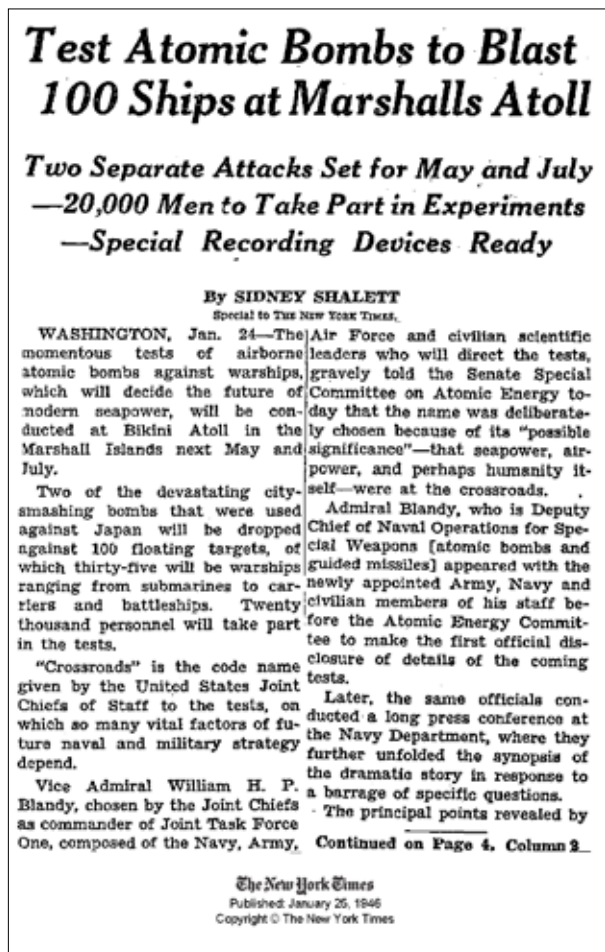 Test Atomic Bombs to Blast
100 Ships at Marshalls Atoll
Two Separate Attacks Set for May and July
—20,000 Men to Take Part in Experiments
—Special Recording Devices Ready
By SIDNEY SHALETT
Special to THE NEW YORK TIMES.
WASHINGTON, Jan. 24—The
momentous tests of airborne
atomic bombs against warships,
which will decide the future of
modern seapower, will be con-
ducted at Bikini Atoll in the
Marshall Islands next May and
July.
Two of the devastating city-
smashing bombs that were used
against Japan will be dropped
against 100 floating targets, of
which thirty-five will be warships
ranging from submarines to car-
riers and battleships. Twenty
thousand personnel will take part
in the tests.
"Crossroads" is the code name
given by the United States Joint
Chiefs of Staff to the tests, on
which so many vital factors of fu-
ture naval and military strategy
depend.
Vice Admiral William H. P.
Blandy, chosen by the Joint Chiefs
as commander of Joint Task Force
One, composed of the Navy, Army,
Air Force and civilian scientific
leaders who will direct the tests,
gravely told the Senate Special
Committee on Atomic Energy to-
day that the name was deliberate-
ly chosen because of its "possible
significance"—that seapower, air-
power, and perhaps humanity it-
self—were at the crossroads.
Admiral Blandy, who is Deputy
Chief of Naval Operations for Spe-
cial Weapons [atomic bombs and
guided missiles] appeared with the
newly appointed Army, Navy and
civilian members of his staff be-
fore the Atomic Energy Commit-
tee to make the first official dis-
closure of details of the coming
tests.
Later, the same officials con-
ducted a long press conference at
the Navy Department, where they
further unfolded the synopsis of
the dramatic story in response to
a barrage of specific questions.
The principal points revealed by
Continued on Page 4, Column 2
The New York Times
Published: January 25, 1946
Copyright © The New York Times